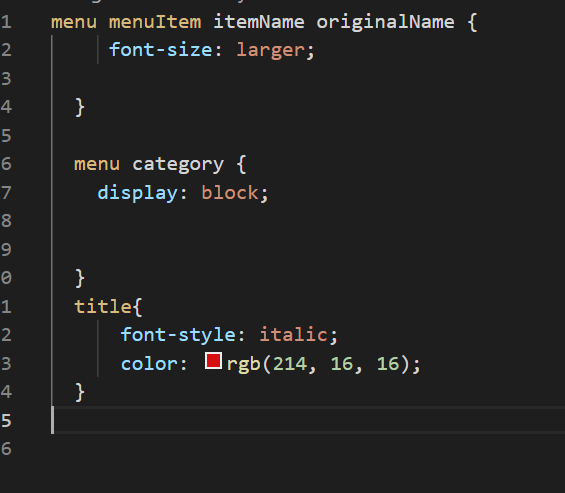 1 menu menuItem itemName originalName {
2 font-size: larger;
3
4 }
5
6 menu category {
7 display: block;
8
9
0 }
1 title{
2 font-style: italic;
3 color: rgb(214, 16, 16);
4 }
5
6